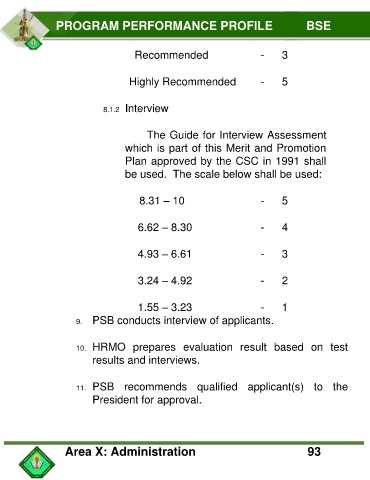 PROGRAM PERFORMANCE PROFILE BSE
Recommended - 3
Highly Recommended - 5
8.1.2 Interview
The Guide for Interview Assessment
which is part of this Merit and Promotion
Plan approved by the CSC in 1991 shall
be used. The scale below shall be used:
8.31 – 10 - 5
6.62 – 8.30 - 4
4.93 – 6.61 - 3
3.24 – 4.92 - 2
1.55 – 3.23 - 1
9. PSB conducts interview of applicants.
10. HRMO prepares evaluation result based on test
results and interviews.
11. PSB recommends qualified applicant(s) to the
President for approval.
Area X: Administration 93